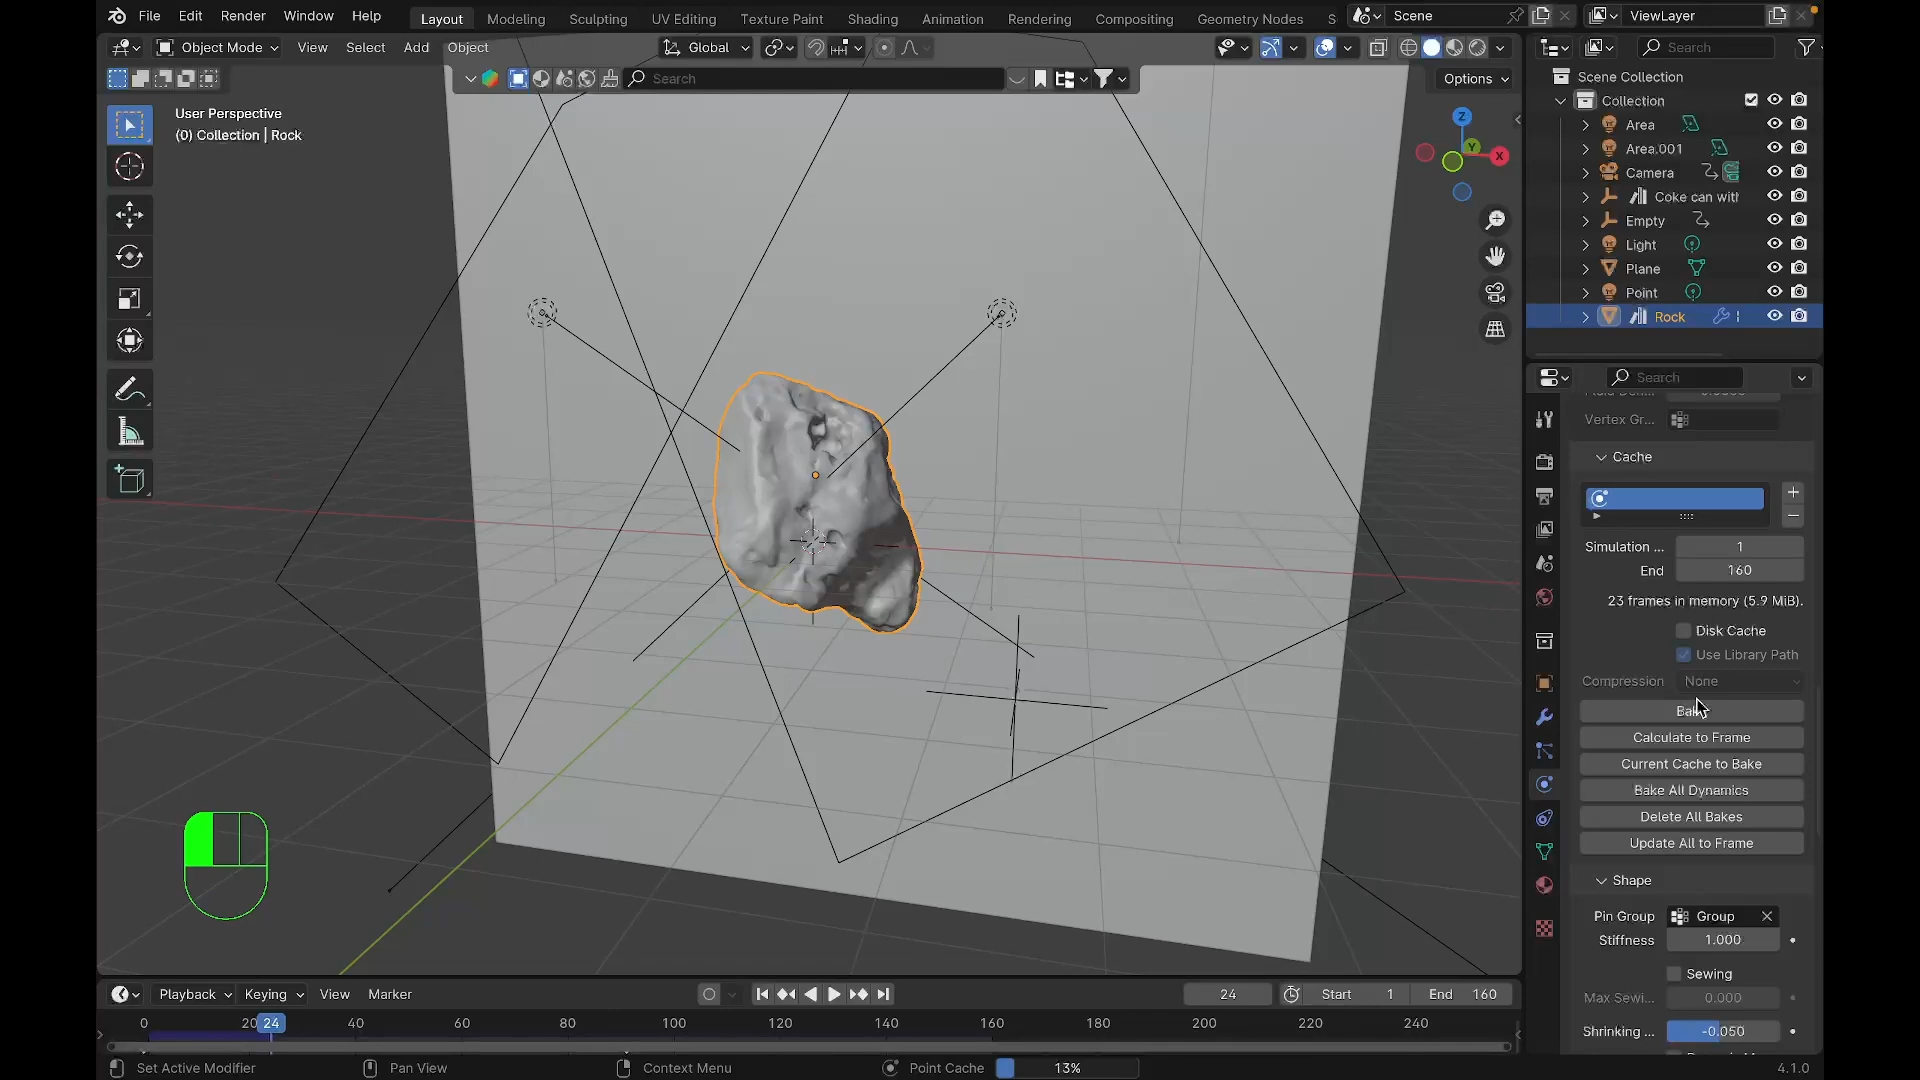 File Edit Render Window Help Layout Modeling Sculpting UV Editing Texture Paint Shading Animation Rendering Compositing Geometry Nodes S Scene ViewLayer
Object Mode View Select Add Object Global Search
Search Options
User Perspective
(0) Collection | Rock
Z
Y
X
Scene Collection
Collection
Area
Area.001
Camera
Coke can with
Empty
Light
Plane
Point
Rock
Search
Vertex Gr...
Cache
Simulation ... 1
End 160
23 frames in memory (5.9 MiB).
Disk Cache
Use Library Path
Compression None
Calculate to Frame
Current Cache to Bake
Bake All Dynamics
Delete All Bakes
Update All to Frame
Shape
Pin Group Group
Stiffness 1.000
Sewing
Max Sewi... 0.000
Shrinking ... -0.050
Playback Keying View Marker 24 Start 1 End 160
0 20 24 40 60 80 100 120 140 160 180 200 220 240
Set Active Modifier Pan View Context Menu Point Cache 13% 4.1.0